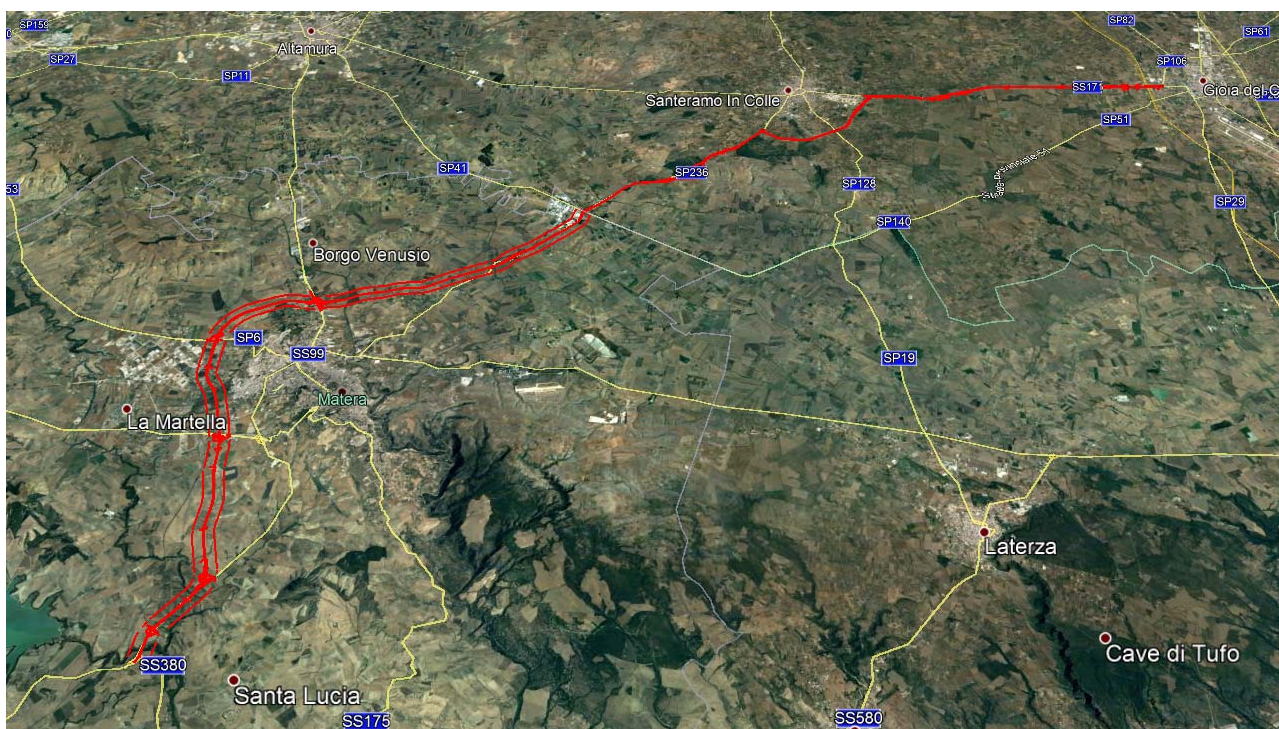 SP159
SP82
SP61
Altamura
SP27
SP106
SP11
Gioia del C
SS171
Santeramo In Colle
SP51
SP41
SP236
SP128
53
SP29
SP140
Borgo Venusio
SP6
SS99
SP19
Matera
La Martella
Laterza
Cave di Tufo
SS380
Santa Lucia
SS175
SS580